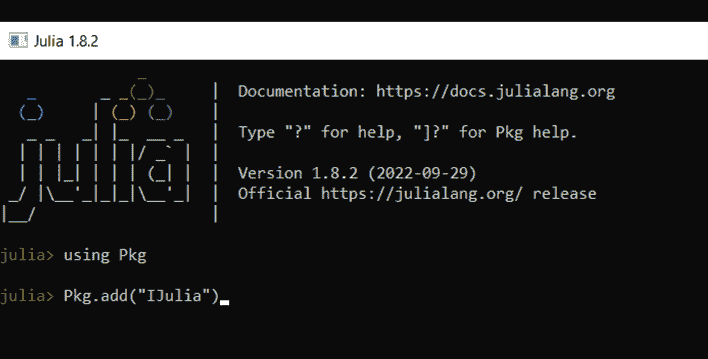 Julia 1.8.2
Documentation: https://docs.julialang.org
Type "?" for help, "]?" for Pkg help.
Version 1.8.2 (2022-09-29)
Official https://julialang.org/ release
julia> using Pkg
julia> Pkg.add("IJulia")